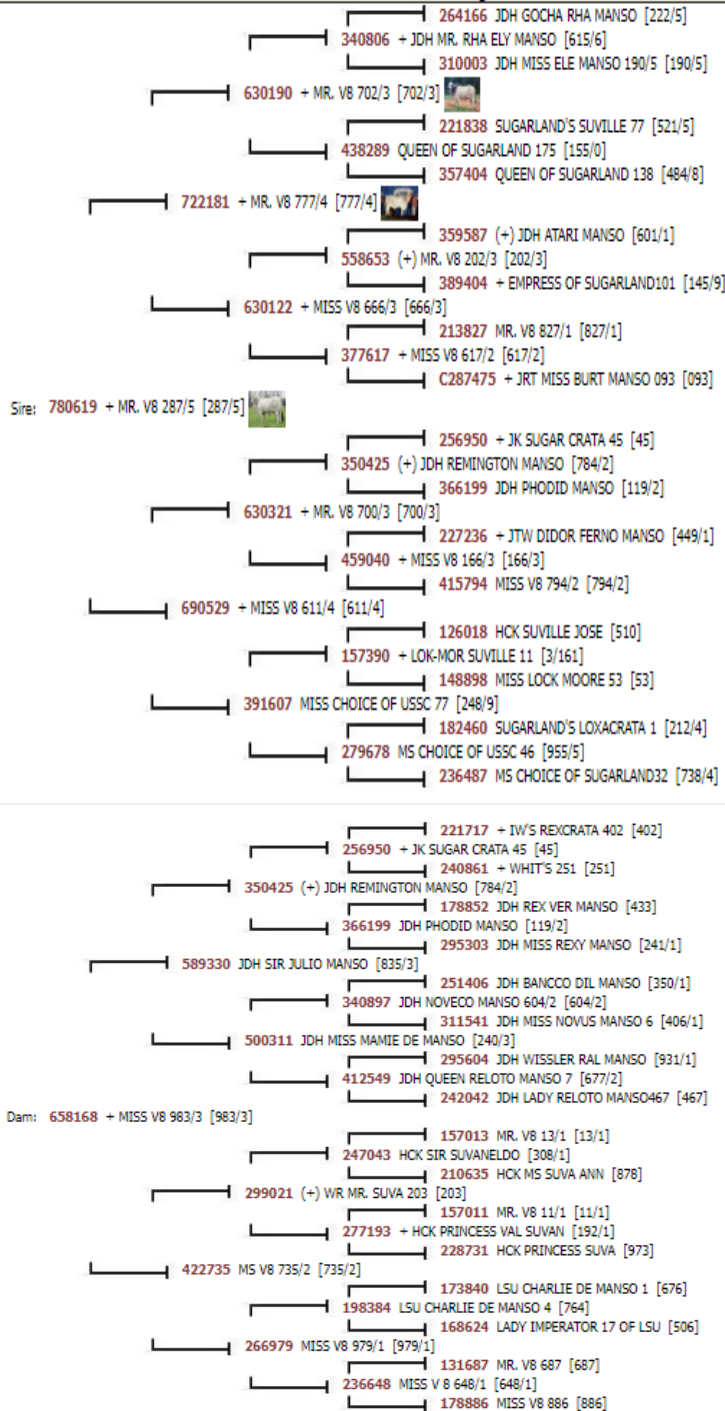 264166 JDH GOCHA RHA MANSO [222/5]
340806 + JDH MR. RHA ELY MANSO [615/6]
310003 JDH MISS ELE MANSO 190/5 [190/5]
630190 + MR. V8 702/3 [702/3]
221838 SUGARLAND'S SUVILLE 77 [521/5]
438289 QUEEN OF SUGARLAND 175 [155/0]
357404 QUEEN OF SUGARLAND 138 [484/8]
722181 + MR. V8 777/4 [777/4]
359587 (+) JDH ATARI MANSO [601/1]
558653 (+) MR. V8 202/3 [202/3]
389404 + EMPRESS OF SUGARLAND101 [145/9]
630122 + MISS V8 666/3 [666/3]
213827 MR. V8 827/1 [827/1]
377617 + MISS V8 617/2 [617/2]
C287475 + JRT MISS BURT MANSO 093 [093]
Sire: 780619 + MR. V8 287/5 [287/5]
256950 + JK SUGAR CRATA 45 [45]
350425 (+) JDH REMINGTON MANSO [784/2]
366199 JDH PHODID MANSO [119/2]
630321 + MR. V8 700/3 [700/3]
227236 + JTW DIDOR FERNO MANSO [449/1]
459040 + MISS V8 166/3 [166/3]
415794 MISS V8 794/2 [794/2]
690529 + MISS V8 611/4 [611/4]
126018 HCK SUVILLE JOSE [510]
157390 + LOK-MOR SUVILLE 11 [3/161]
148898 MISS LOCK MOORE 53 [53]
391607 MISS CHOICE OF USSC 77 [248/9]
182460 SUGARLAND'S LOXACRATA 1 [212/4]
279678 MS CHOICE OF USSC 46 [955/5]
236487 MS CHOICE OF SUGARLAND32 [738/4]
221717 + IW'S REXCRATA 402 [402]
256950 + JK SUGAR CRATA 45 [45]
240861 + WHIT'S 251 [251]
350425 (+) JDH REMINGTON MANSO [784/2]
178852 JDH REX VER MANSO [433]
366199 JDH PHODID MANSO [119/2]
295303 JDH MISS REXY MANSO [241/1]
589330 JDH SIR JULIO MANSO [835/3]
251406 JDH BANCCO DIL MANSO [350/1]
340897 JDH NOVECO MANSO 604/2 [604/2]
311541 JDH MISS NOVUS MANSO 6 [406/1]
500311 JDH MISS MAMIE DE MANSO [240/3]
295604 JDH WISSLER RAL MANSO [931/1]
412549 JDH QUEEN RELOTO MANSO 7 [677/2]
242042 JDH LADY RELOTO MANSO467 [467]
Dam: 658168 + MISS V8 983/3 [983/3]
157013 MR. V8 13/1 [13/1]
247043 HCK SIR SUVANELDO [308/1]
210635 HCK MS SUVA ANN [878]
299021 (+) WR MR. SUVA 203 [203]
157011 MR. V8 11/1 [11/1]
277193 + HCK PRINCESS VAL SUVAN [192/1]
228731 HCK PRINCESS SUVA [973]
422735 MS V8 735/2 [735/2]
173840 LSU CHARLIE DE MANSO 1 [676]
198384 LSU CHARLIE DE MANSO 4 [764]
168624 LADY IMPERATOR 17 OF LSU [506]
266979 MISS V8 979/1 [979/1]
131687 MR. V8 687 [687]
236648 MISS V 8 648/1 [648/1]
178886 MISS V8 886 [886]